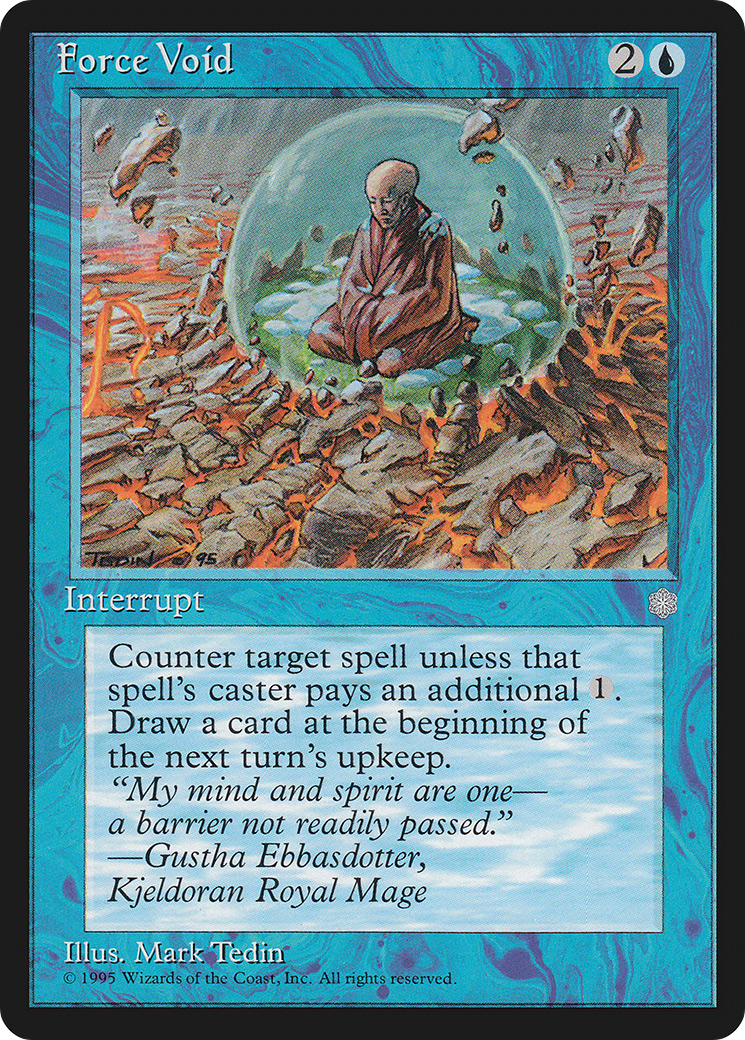 Force Void
2
TEDIN © 95
Interrupt
Counter target spell unless that
spell's caster pays an additional 1.
Draw a card at the beginning of
the next turn's upkeep.
“My mind and spirit are one—
a barrier not readily passed.”
—Gustha Ebbasdotter,
Kjeldoran Royal Mage
Illus. Mark Tedin
© 1995 Wizards of the Coast, Inc. All rights reserved.